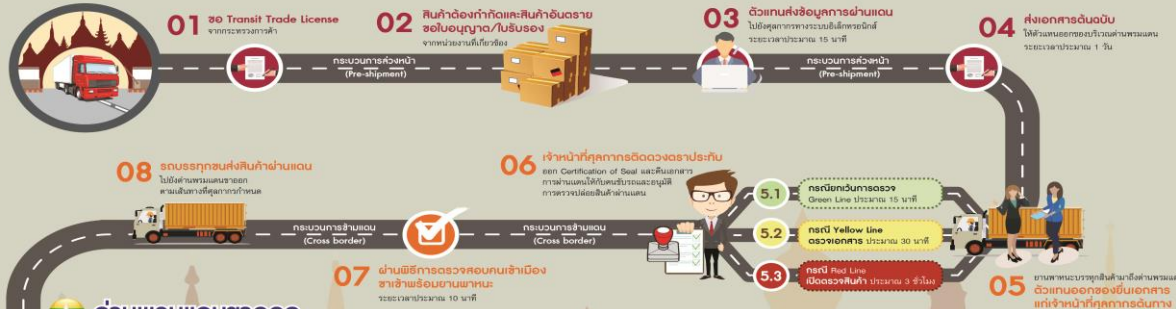 01 ขอ Transit Trade License
จากกระทรวงการค้า
02 สินค้าต้องกำกัดและสินค้าอันตราย
ขอใบอนุญาต/ใบรับรอง
จากหน่วยงานที่เกี่ยวข้อง
03 ตัวแทนส่งข้อมูลการผ่านแดน
ไปยังศุลกากรทางระบบอิเล็กทรอนิกส์
ระยะเวลาประมาณ 15 นาที
04 ส่งเอกสารต้นฉบับ
ให้ตัวแทนออกของบริเวณด่านพรมแดน
ระยะเวลาประมาณ 1 วัน
กระบวนการล่วงหน้า
(Pre-shipment)
กระบวนการล่วงหน้า
(Pre-shipment)
05 ยานพาหนะบรรทุกสินค้ามาถึงด่านพรมแดน
ตัวแทนออกของยื่นเอกสาร
แก่เจ้าหน้าที่ศุลกากรต้นทาง
5.1 กรณียกเว้นการตรวจ
Green Line ประมาณ 15 นาที
5.2 กรณี Yellow Line
ตรวจเอกสาร ประมาณ 30 นาที
5.3 กรณี Red Line
เปิดตรวจสินค้า ประมาณ 3 ชั่วโมง
06 เจ้าหน้าที่ศุลกากรติดดวงตราประทับ
ออก Certification of Seal และคืนเอกสาร
การผ่านแดนให้กับคนขับรถและอนุมัติ
การตรวจปล่อยสินค้าผ่านแดน
กระบวนการข้ามแดน
(Cross border)
กระบวนการข้ามแดน
(Cross border)
07 ผ่านพิธีการตรวจสอบคนเข้าเมือง
ขาเข้าพร้อมยานพาหนะ
ระยะเวลาประมาณ 10 นาที
08 รถบรรทุกขนส่งสินค้าผ่านแดน
ไปยังด่านพรมแดนขาออก
ตามเส้นทางที่ศุลกากรกำหนด